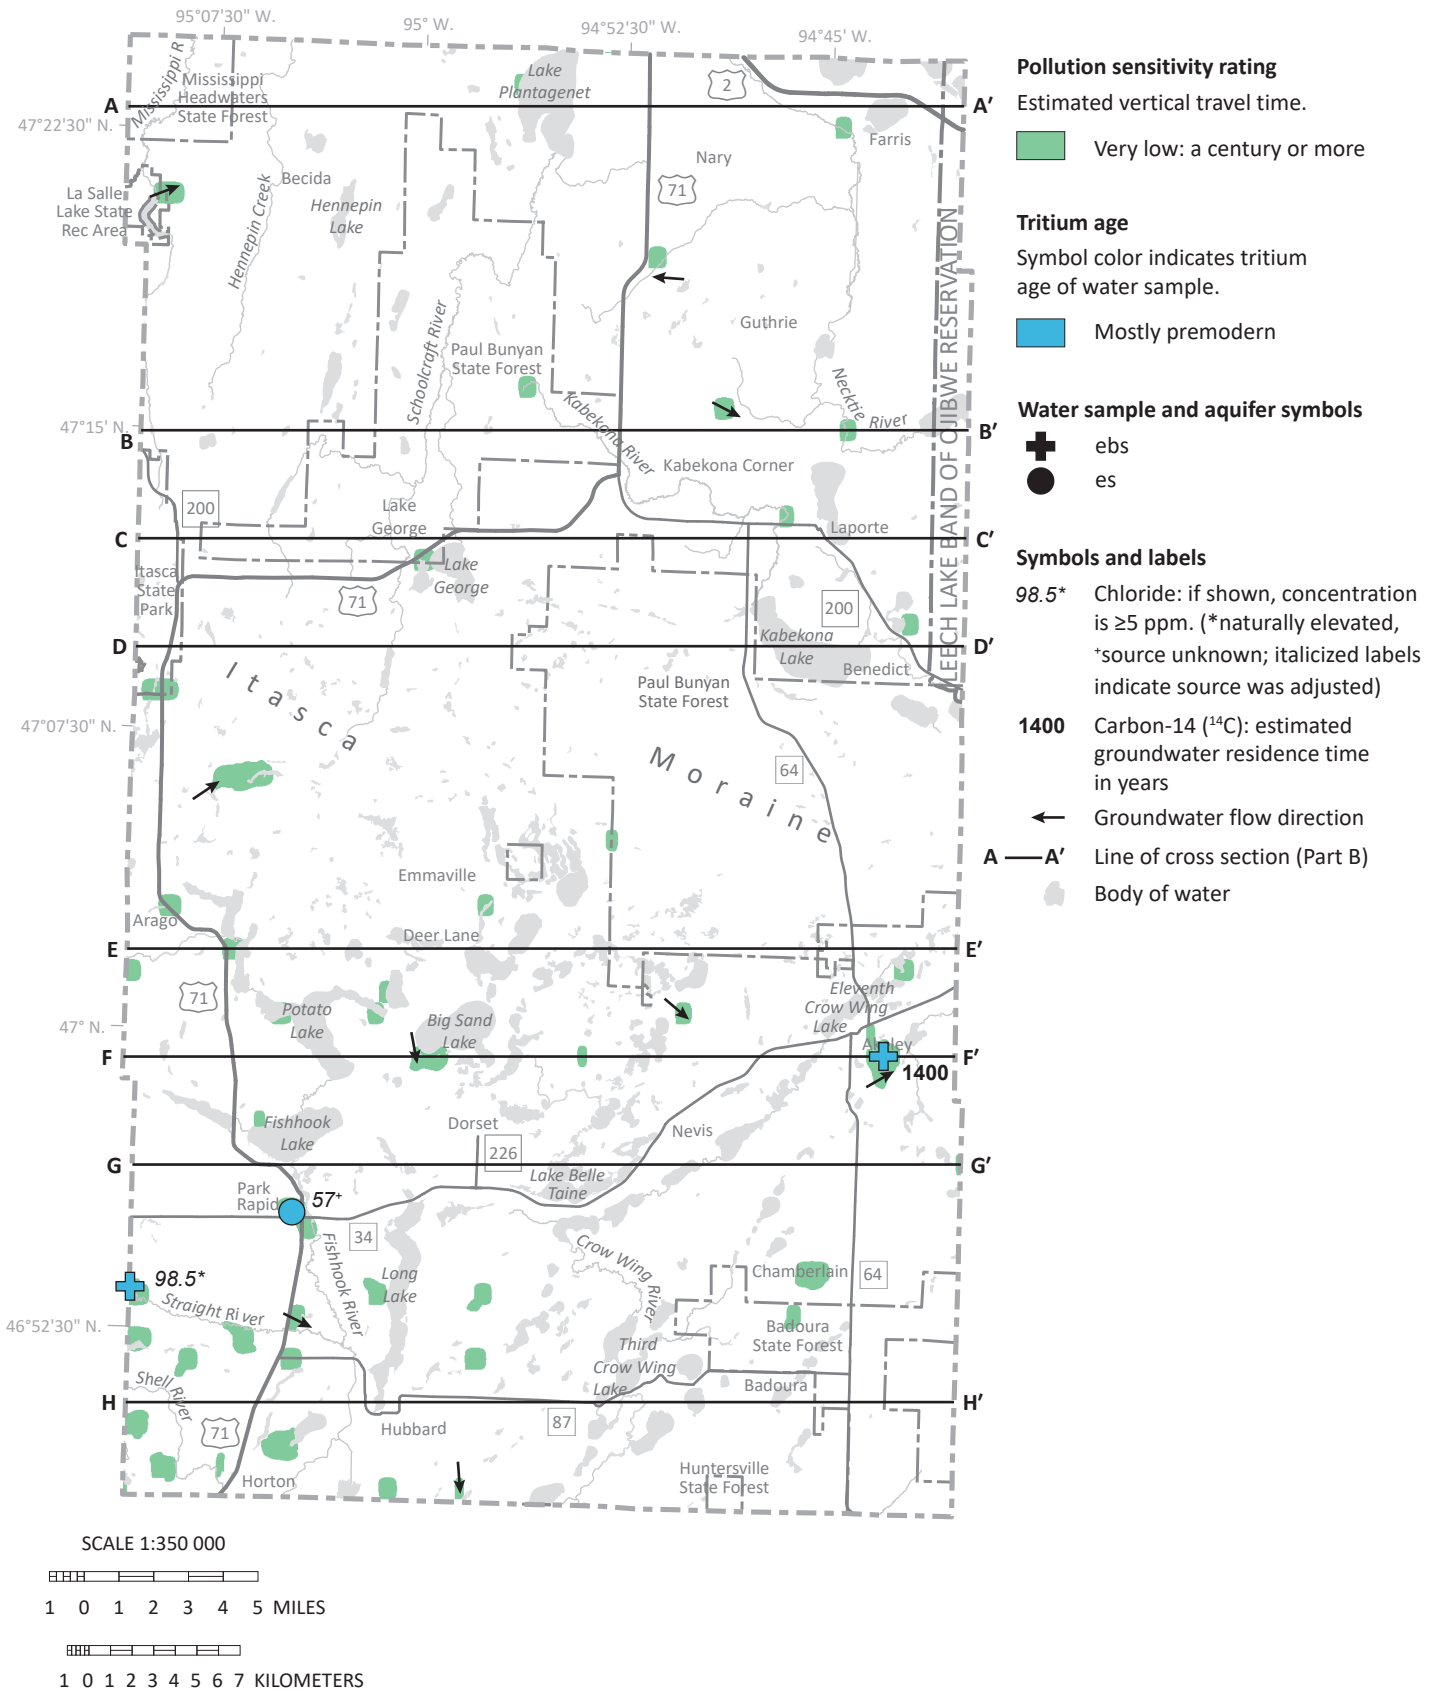 95°07'30" W.
95° W.
94°52'30" W.
94°45' W.
Mississippi R
Mississippi
Headwaters
State Forest
Lake
Plantagenet
2
A
A′
47°22'30" N.
Farris
Nary
71
La Salle
Lake State
Rec Area
Becida
Hennepin
Lake
Hennepin Creek
Schoolcraft River
Guthrie
Paul Bunyan
State Forest
Kabekona River
Necktie River
LEECH LAKE BAND OF OJIBWE RESERVATION
47°15' N.
B
B′
Kabekona Corner
200
Lake
George
Laporte
C
C′
Itasca
State
Park
Lake
George
71
200
Kabekona
Lake
D
D′
Benedict
Itasca
Paul Bunyan
State Forest
47°07'30" N.
Moraine
64
Emmaville
Arago
Deer Lane
E
E′
71
Potato
Lake
Big Sand
Lake
Eleventh
Crow Wing
Lake
47° N.
F
F′
1400
Fishhook
Lake
Dorset
Nevis
226
G
G′
Lake Belle
Taine
Park
Rapid
57+
34
Fishhook River
Crow Wing River
98.5*
Straight River
Long
Lake
Chamberlain
64
46°52'30" N.
Badoura
State Forest
Third
Crow Wing
Lake
Shell River
Badoura
H
H′
71
Hubbard
87
Horton
Huntersville
State Forest
SCALE 1:350 000
1 0 1 2 3 4 5 MILES
1 0 1 2 3 4 5 6 7 KILOMETERS
Pollution sensitivity rating
Estimated vertical travel time.
Very low: a century or more
Tritium age
Symbol color indicates tritium
age of water sample.
Mostly premodern
Water sample and aquifer symbols
ebs
es
Symbols and labels
98.5* Chloride: if shown, concentration
is ≥5 ppm. (*naturally elevated,
+source unknown; italicized labels
indicate source was adjusted)
1400 Carbon-14 (14C): estimated
groundwater residence time
in years
Groundwater flow direction
A A′ Line of cross section (Part B)
Body of water